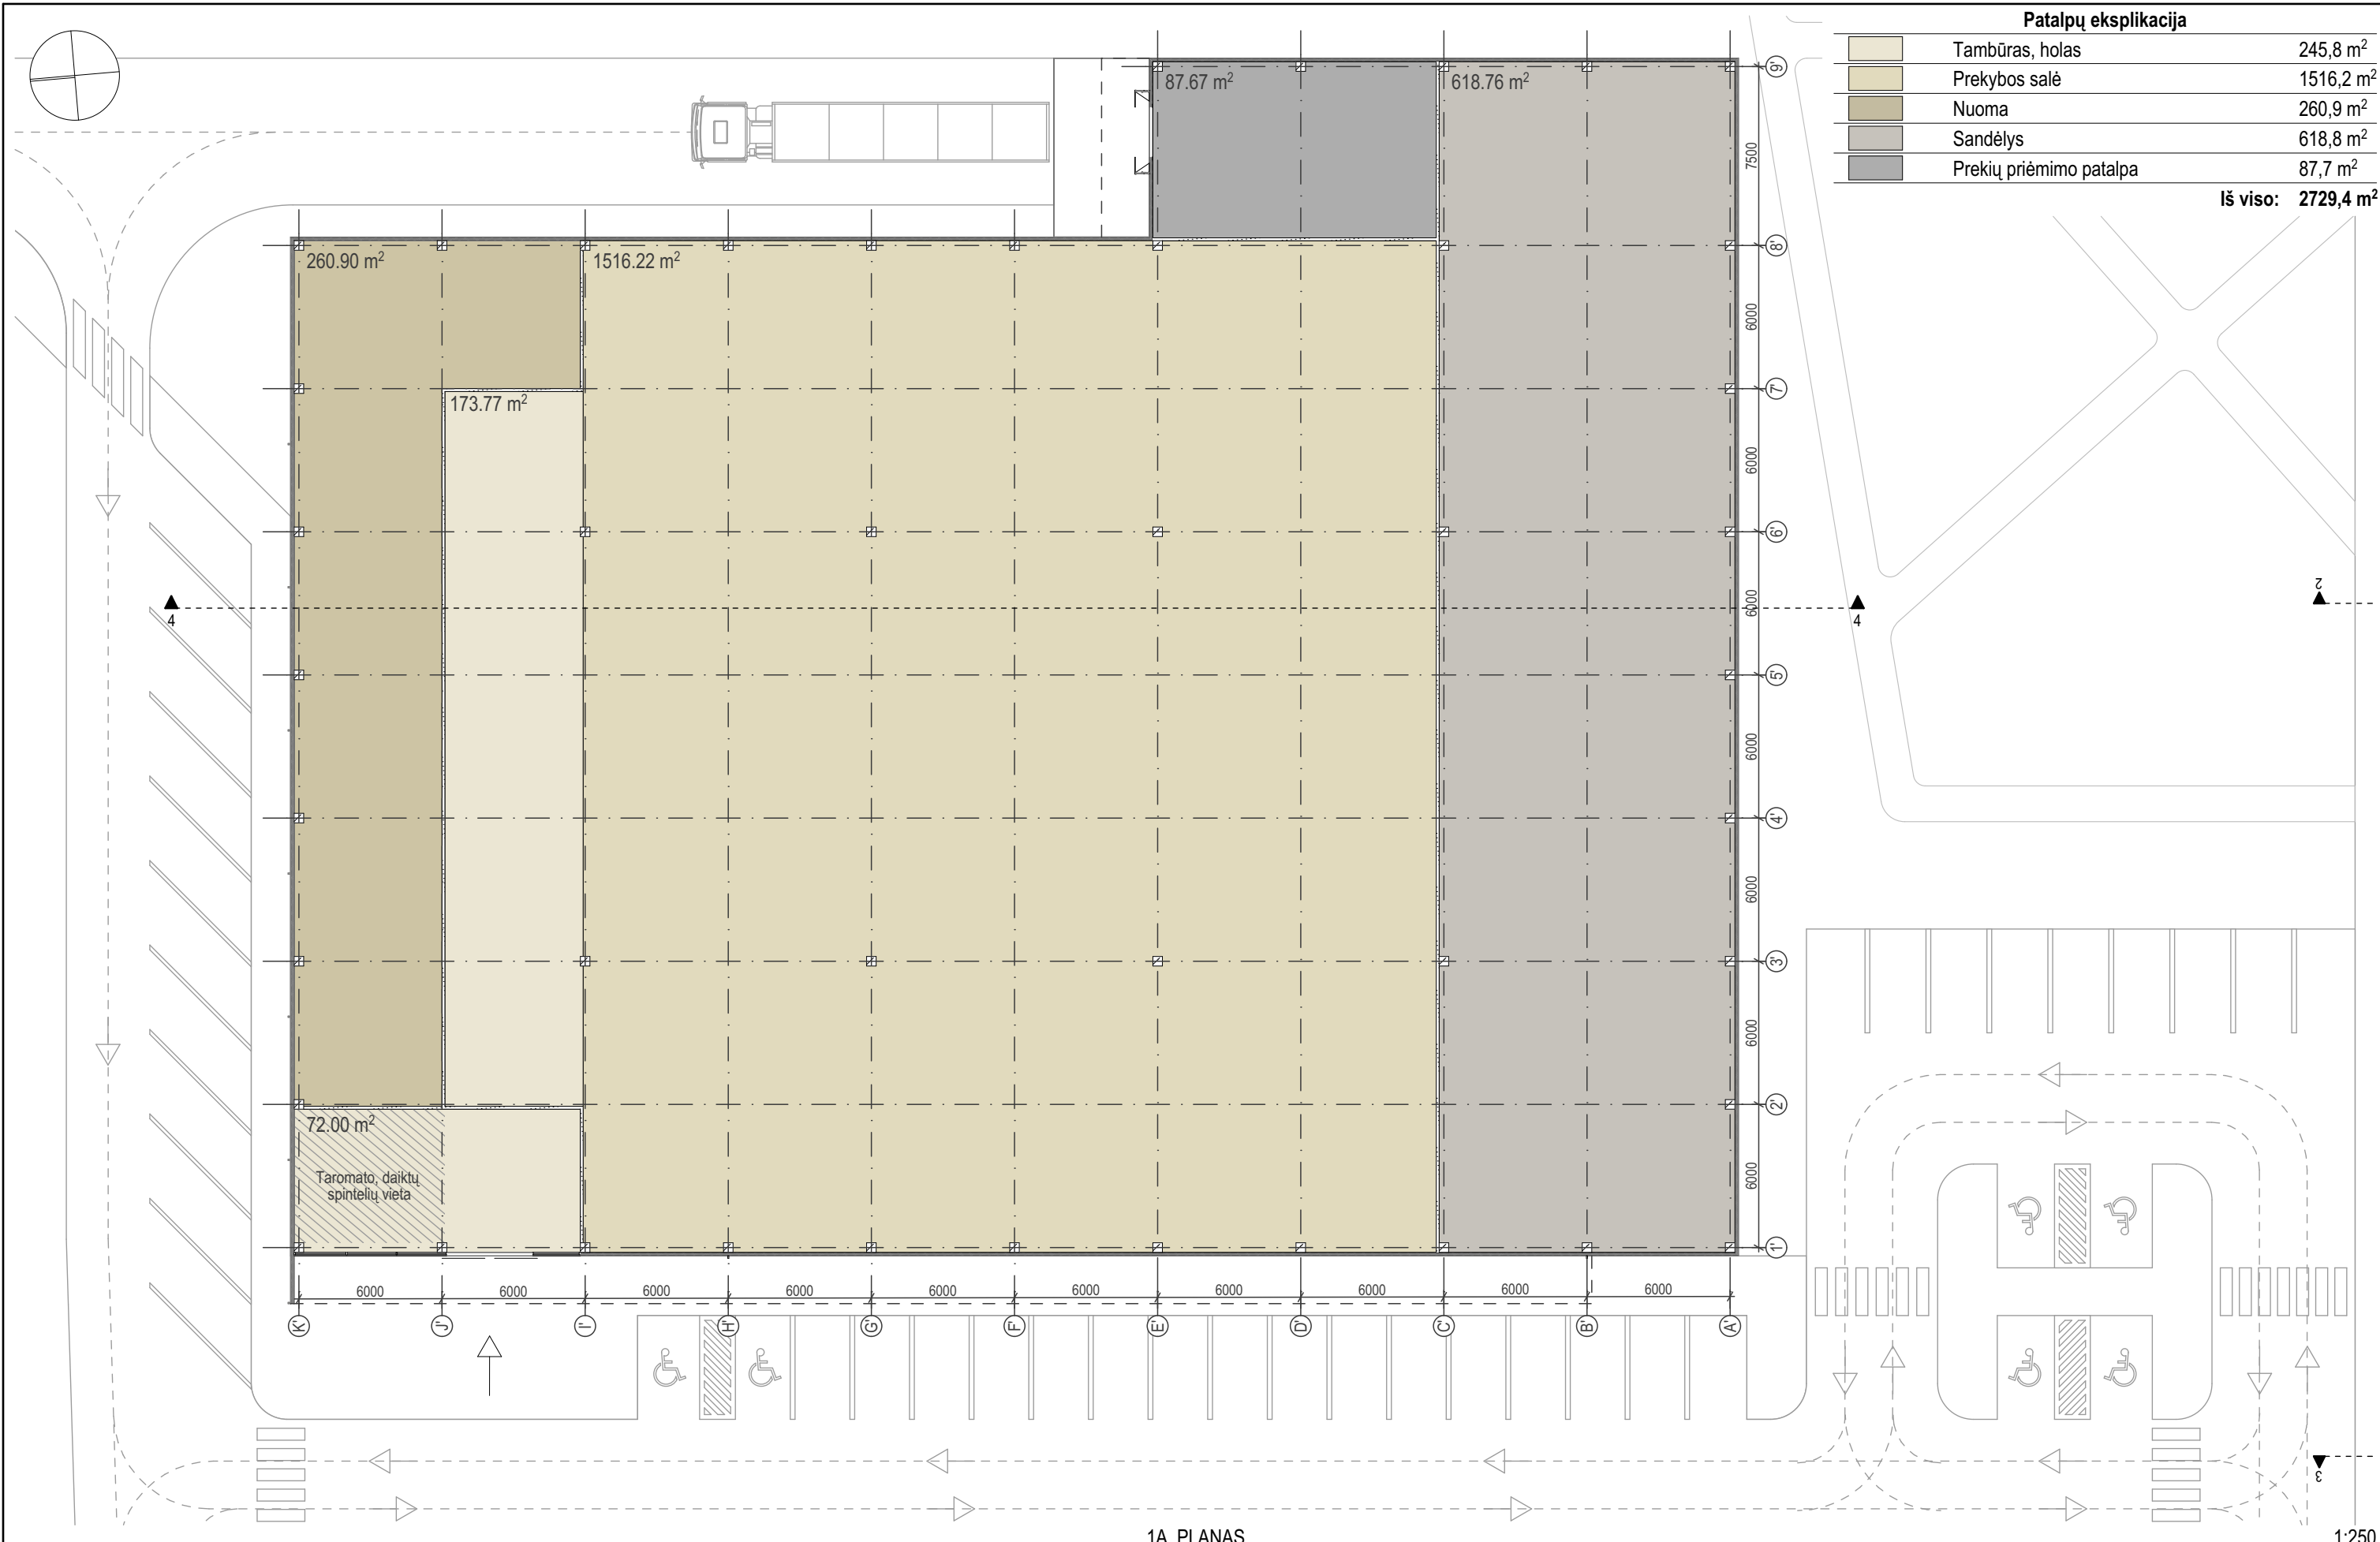 Patalpų eksplikacija
Tambūras, holas 245,8 m²
Prekybos salė 1516,2 m²
Nuoma 260,9 m²
Sandėlys 618,8 m²
Prekių priėmimo patalpa 87,7 m²
Iš viso: 2729,4 m²
87.67 m²
618.76 m²
9'
7500
260.90 m²
1516.22 m²
8'
6000
173.77 m²
7'
6000
6'
6000
4
4
2
5'
6000
4'
6000
3'
6000
2'
72.00 m²
Taromato, daiktų
spintelių vieta
6000
1'
6000 6000 6000 6000 6000 6000 6000 6000 6000 6000
K' J' I' H' G' F' E' D' C' B' A'
3
1A PLANAS
1:250